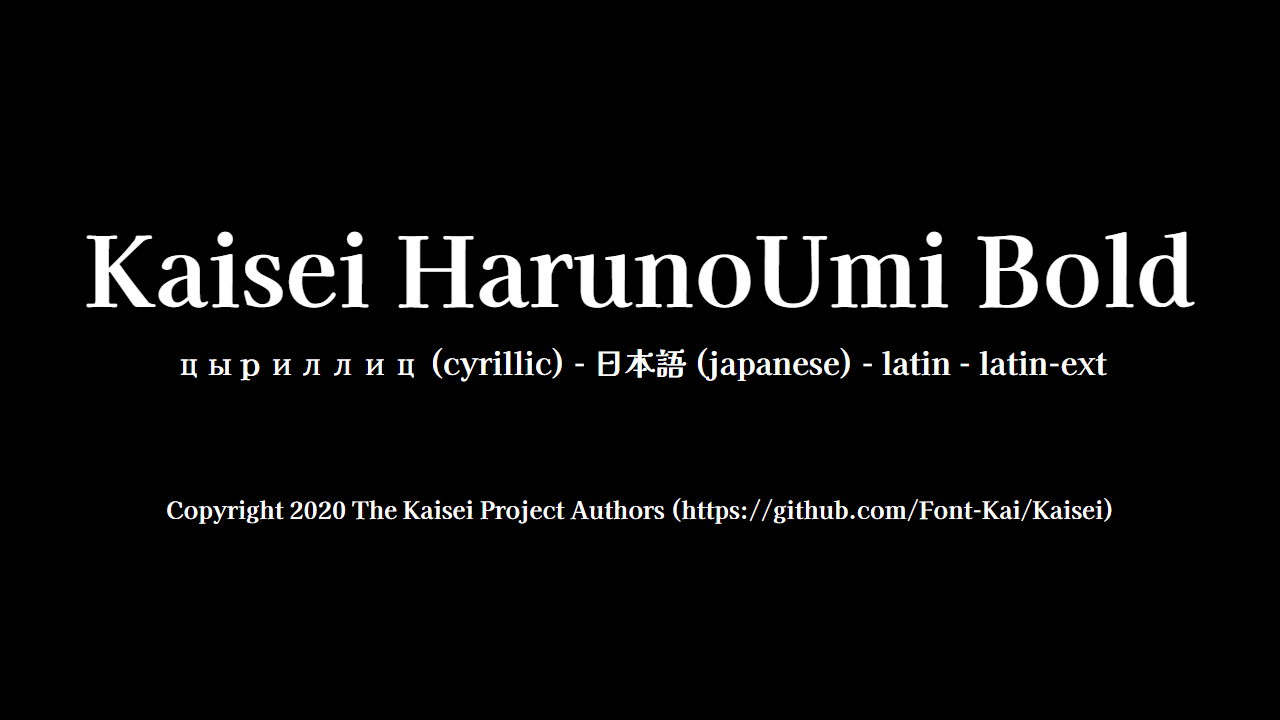 Kaisei HarunoUmi Bold
цыриллиц (cyrillic) - 日本語 (japanese) - latin - latin-ext
Copyright 2020 The Kaisei Project Authors (https://github.com/Font-Kai/Kaisei)